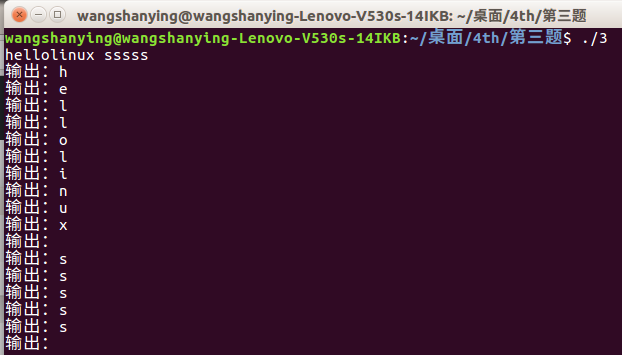 wangshanying@wangshanying-Lenovo-V530s-14IKB: ~/桌面/4th/第三题
wangshanying@wangshanying-Lenovo-V530s-14IKB:~/桌面/4th/第三题$ ./3
hellolinux sssss
输出：h
输出：e
输出：l
输出：l
输出：o
输出：l
输出：i
输出：n
输出：u
输出：x
输出：
输出：s
输出：s
输出：s
输出：s
输出：s
输出：